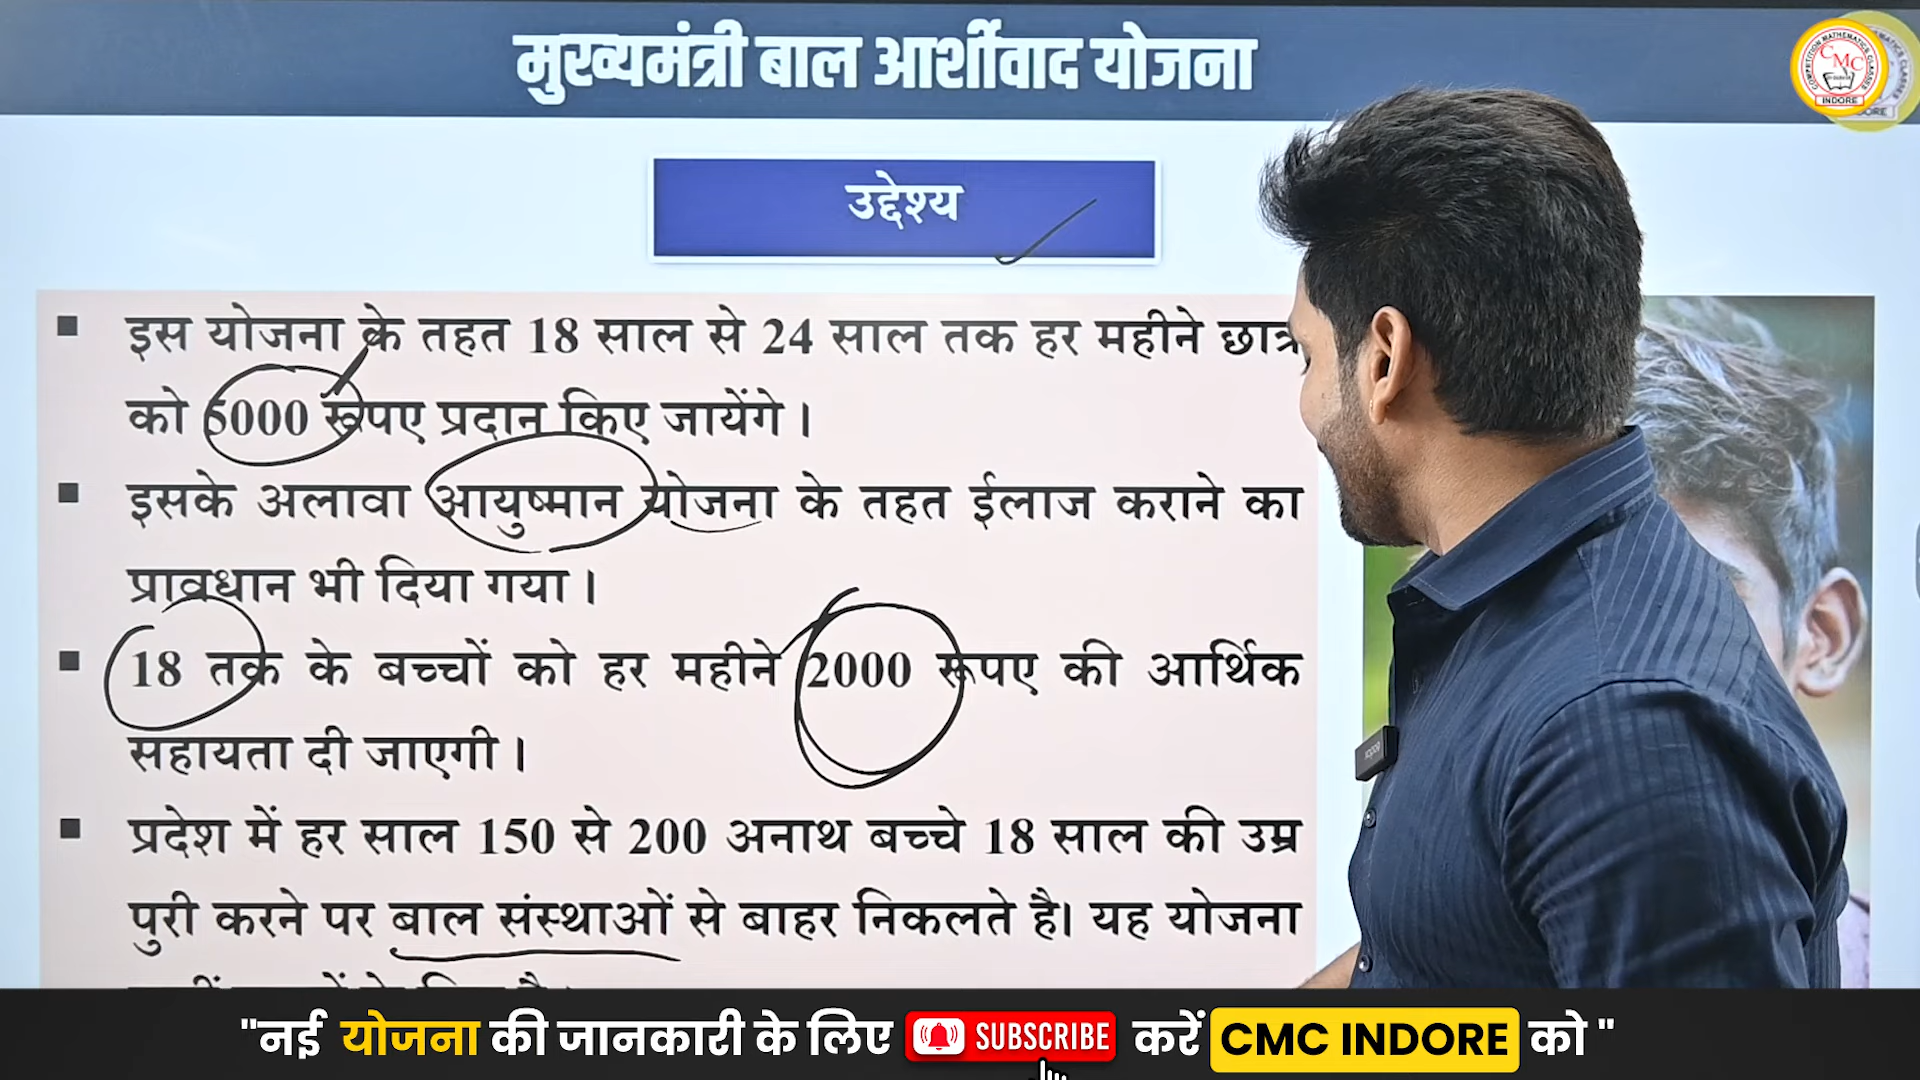 मुख्यमंत्री बाल आर्शीवाद योजना
COMPETITION MATHEMATICS CLASSES
CMC
INDORE
उद्देश्य
▪ इस योजना के तहत 18 साल से 24 साल तक हर महीने छात्र
को 5000 रूपए प्रदान किए जायेंगे।
▪ इसके अलावा आयुष्मान योजना के तहत ईलाज कराने का
प्रावधान भी दिया गया।
▪ 18 तक के बच्चों को हर महीने 2000 रूपए की आर्थिक
सहायता दी जाएगी।
▪ प्रदेश में हर साल 150 से 200 अनाथ बच्चे 18 साल की उम्र
पुरी करने पर बाल संस्थाओं से बाहर निकलते है। यह योजना
"नई योजना की जानकारी के लिए SUBSCRIBE करें CMC INDORE को "